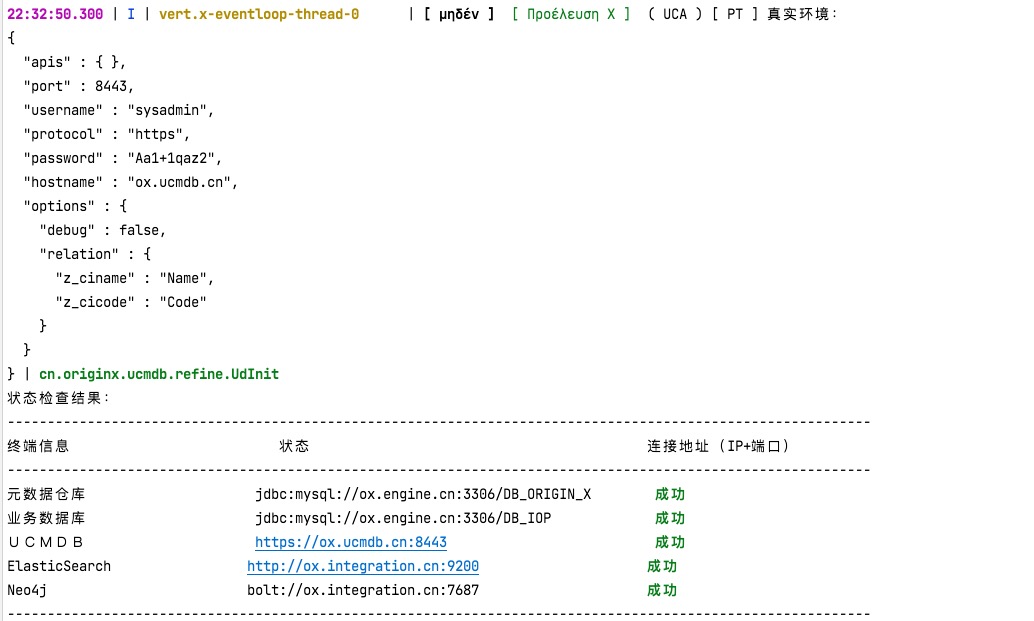 22:32:50.300 | I | vert.x-eventloop-thread-0 | [ μηδέν ] [ Προέλευση X ] ( UCA ) [ PT ] 真实环境:
{
"apis" : { },
"port" : 8443,
"username" : "sysadmin",
"protocol" : "https",
"password" : "Aa1+1qaz2",
"hostname" : "ox.ucmdb.cn",
"options" : {
"debug" : false,
"relation" : {
"z_ciname" : "Name",
"z_cicode" : "Code"
}
}
} | cn.originx.ucmdb.refine.UdInit
状态检查结果:
------------------------------------------------------------------------------------------------------------
终端信息 状态 连接地址（IP+端口）
------------------------------------------------------------------------------------------------------------
元数据仓库 jdbc:mysql://ox.engine.cn:3306/DB_ORIGIN_X 成功
业务数据库 jdbc:mysql://ox.engine.cn:3306/DB_IOP 成功
ＵＣＭＤＢ https://ox.ucmdb.cn:8443 成功
ElasticSearch http://ox.integration.cn:9200 成功
Neo4j bolt://ox.integration.cn:7687 成功
------------------------------------------------------------------------------------------------------------